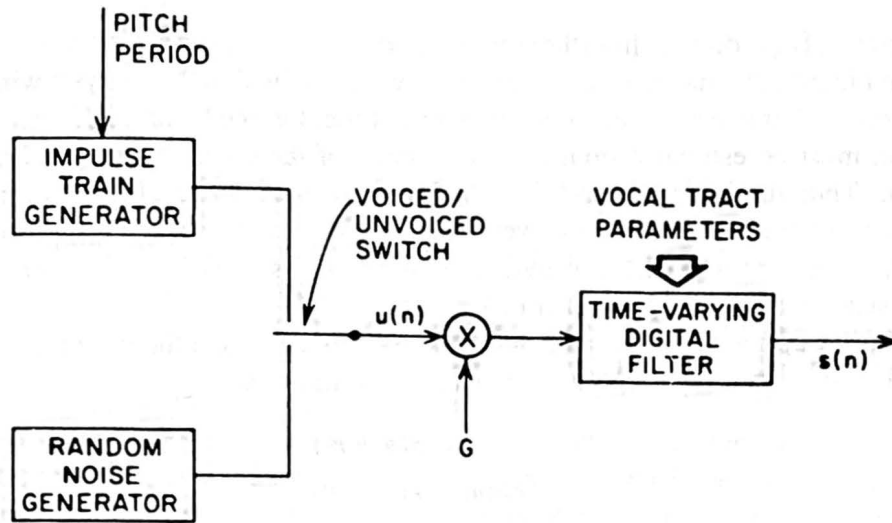 PITCH
PERIOD
IMPULSE
TRAIN
GENERATOR
VOICED/
UNVOICED
SWITCH
VOCAL TRACT
PARAMETERS
u(n)
X
TIME-VARYING
DIGITAL
FILTER
s(n)
G
RANDOM
NOISE
GENERATOR